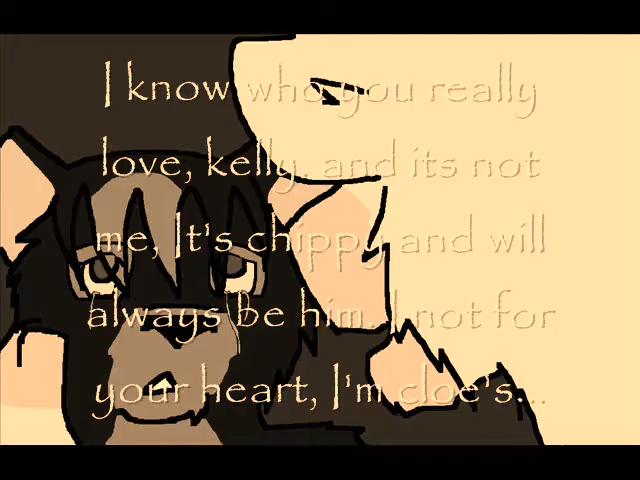 I know who you really
love, kelly. and its not
me, It's chippy and will
always be him. I not for
your heart, I'm cloe's...